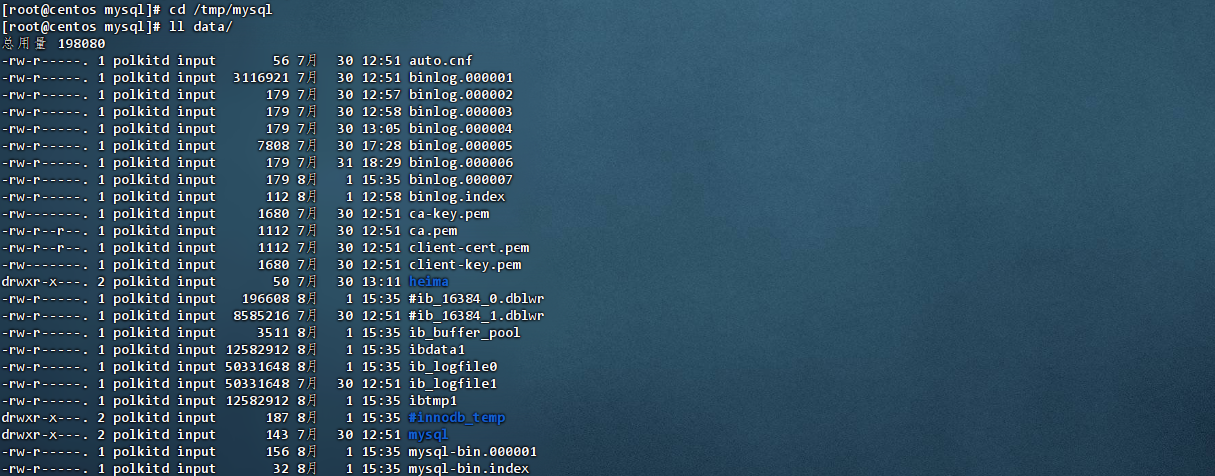 [root@centos mysql]# cd /tmp/mysql
[root@centos mysql]# ll data/
总用量 198080
-rw-r-----. 1 polkitd input       56 7月  30 12:51 auto.cnf
-rw-r-----. 1 polkitd input  3116921 7月  30 12:51 binlog.000001
-rw-r-----. 1 polkitd input      179 7月  30 12:57 binlog.000002
-rw-r-----. 1 polkitd input      179 7月  30 12:58 binlog.000003
-rw-r-----. 1 polkitd input      179 7月  30 13:05 binlog.000004
-rw-r-----. 1 polkitd input     7808 7月  30 17:28 binlog.000005
-rw-r-----. 1 polkitd input      179 7月  31 18:29 binlog.000006
-rw-r-----. 1 polkitd input      179 8月   1 15:35 binlog.000007
-rw-r-----. 1 polkitd input      112 8月   1 12:58 binlog.index
-rw-------. 1 polkitd input     1680 7月  30 12:51 ca-key.pem
-rw-r--r--. 1 polkitd input     1112 7月  30 12:51 ca.pem
-rw-r--r--. 1 polkitd input     1112 7月  30 12:51 client-cert.pem
-rw-------. 1 polkitd input     1680 7月  30 12:51 client-key.pem
drwxr-x---. 2 polkitd input       50 7月  30 13:11 heima
-rw-r-----. 1 polkitd input   196608 8月   1 15:35 #ib_16384_0.dblwr
-rw-r-----. 1 polkitd input  8585216 7月  30 12:51 #ib_16384_1.dblwr
-rw-r-----. 1 polkitd input     3511 8月   1 15:35 ib_buffer_pool
-rw-r-----. 1 polkitd input 12582912 8月   1 15:35 ibdata1
-rw-r-----. 1 polkitd input 50331648 8月   1 15:35 ib_logfile0
-rw-r-----. 1 polkitd input 50331648 7月  30 12:51 ib_logfile1
-rw-r-----. 1 polkitd input 12582912 8月   1 15:35 ibtmp1
drwxr-x---. 2 polkitd input      187 8月   1 15:35 #innodb_temp
drwxr-x---. 2 polkitd input      143 7月  30 12:51 mysql
-rw-r-----. 1 polkitd input      156 8月   1 15:35 mysql-bin.000001
-rw-r-----. 1 polkitd input       32 8月   1 15:35 mysql-bin.index